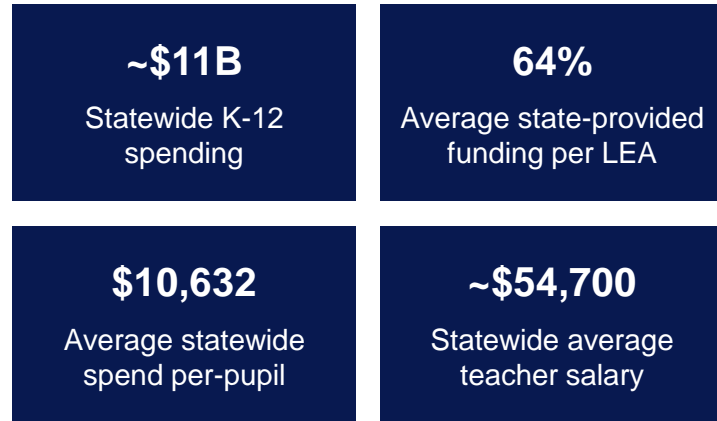 ~$11B
Statewide K-12
spending
64%
Average state-provided
funding per LEA
$10,632
Average statewide
spend per-pupil
~$54,700
Statewide average
teacher salary